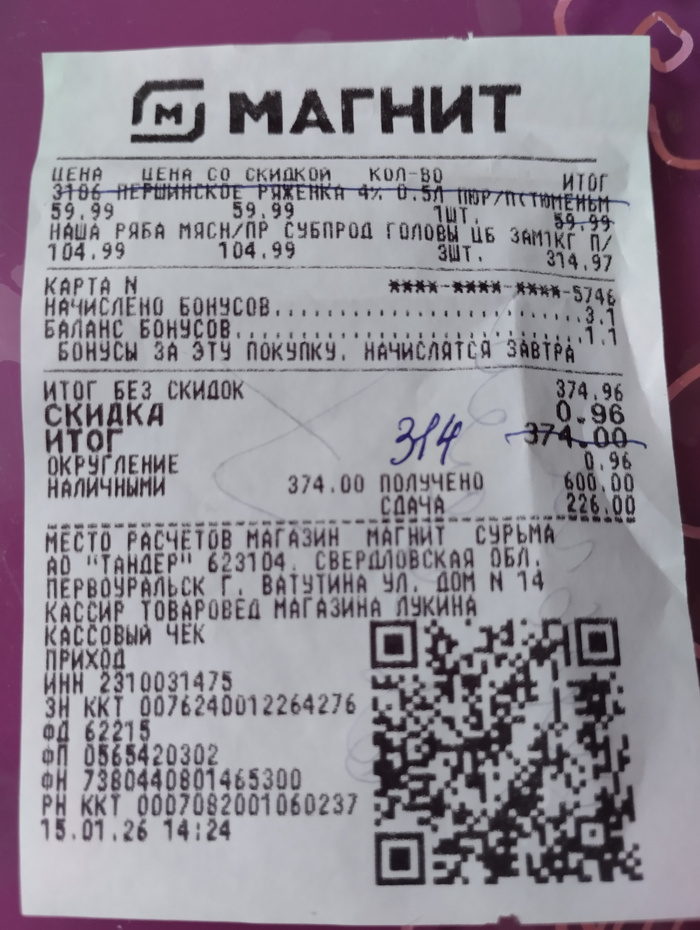 М МАГНИТ
ЦЕНА ЦЕНА СО СКИДКОЙ КОЛ-ВО ИТОГ
3106 ПЕРШИНСКОЕ РЯЖЕНКА 4% 0.5Л ПЮР/П(ТЮМЕНЬМ
59.99 59.99 1ШТ. 59.99
НАША РЯБА МЯСН/ПР СУБПРОД ГОЛОВЫ ЦБ ЗАМ1КГ П/
104.99 104.99 3ШТ. 314.97
КАРТА N ****-****-****-5746
НАЧИСЛЕНО БОНУСОВ..............................3.1
БАЛАНС БОНУСОВ.................................1.1
БОНУСЫ ЗА ЭТУ ПОКУПКУ, НАЧИСЛЯТСЯ ЗАВТРА
ИТОГ БЕЗ СКИДОК 374.96
СКИДКА 0.96
ИТОГ 314 374.00
ОКРУГЛЕНИЕ 0.96
НАЛИЧНЫМИ 374.00 ПОЛУЧЕНО 600.00
СДАЧА 226.00
МЕСТО РАСЧЕТОВ МАГАЗИН МАГНИТ СУРЬМА
АО "ТАНДЕР" 623104, СВЕРДЛОВСКАЯ ОБЛ,
ПЕРВОУРАЛЬСК Г, ВАТУТИНА УЛ, ДОМ N 14
КАССИР ТОВАРОВЕД МАГАЗИНА ЛУКИНА
КАССОВЫЙ ЧЕК
ПРИХОД
ИНН 2310031475
ЗН ККТ 0076240012264276
ФД 62215
ФП 0565420302
ФН 7380440801465300
РН ККТ 0007082001060237
15.01.26 14:24